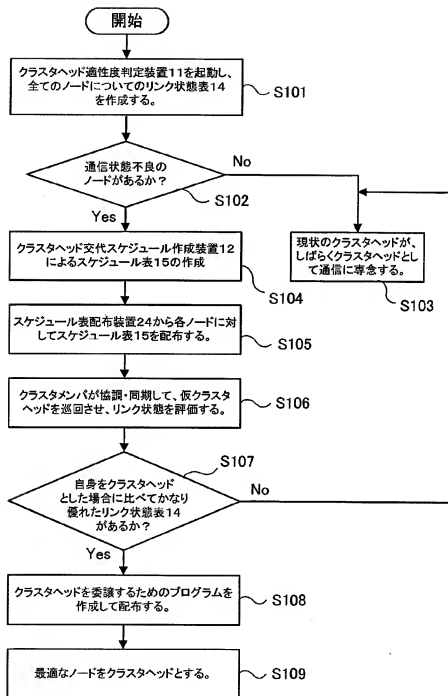 開始
クラスタヘッド適性度判定装置11を起動し、
全てのノードについてのリンク状態表14
を作成する。
S101
通信状態不良の
ノードがあるか？
No
S102
Yes
現状のクラスタヘッドが、
しばらくクラスタヘッドと
して通信に専念する。
S103
クラスタヘッド交代スケジュール作成装置12
によるスケジュール表15の作成
S104
スケジュール表配布装置24から各ノードに対
してスケジュール表15を配布する。
S105
クラスタメンバが協調・同期して、仮クラスタ
ヘッドを巡回させ、リンク状態を評価する。
S106
S107
自身をクラスタヘッド
とした場合に比べてかなり
優れたリンク状態表14
があるか？
No
Yes
クラスタヘッドを委譲するためのプログラムを
作成して配布する。
S108
最適なノードをクラスタヘッドとする。
S109